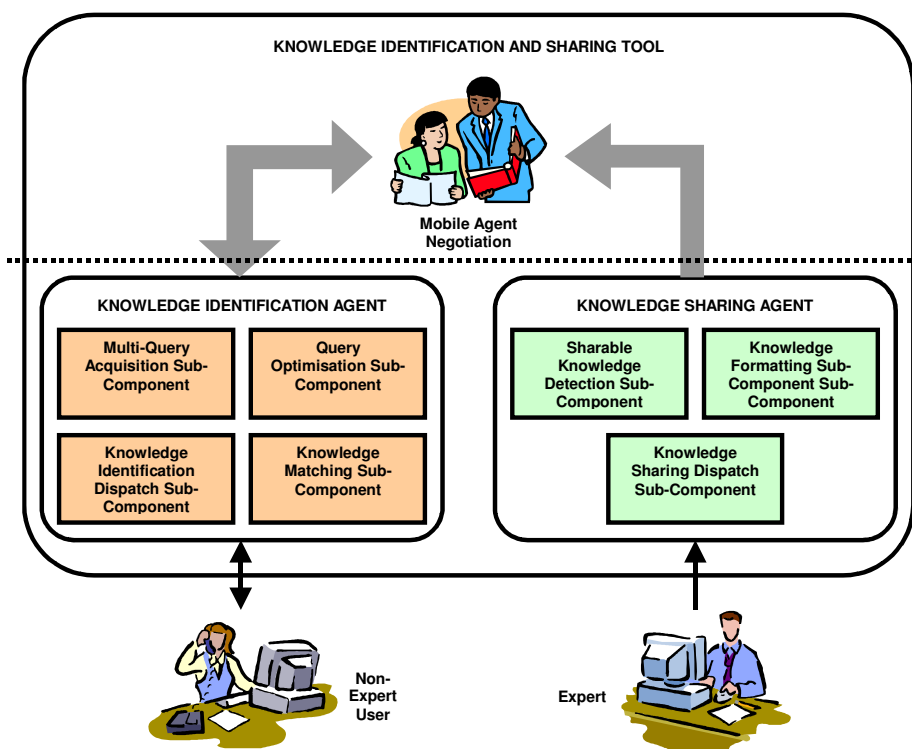 KNOWLEDGE IDENTIFICATION AND SHARING TOOL
Mobile Agent
Negotiation
KNOWLEDGE IDENTIFICATION AGENT
Multi-Query
Acquisition Sub-
Component
Query
Optimisation Sub-
Component
Knowledge
Identification
Dispatch Sub-
Component
Knowledge
Matching Sub-
Component
KNOWLEDGE SHARING AGENT
Sharable
Knowledge
Detection Sub-
Component
Knowledge
Formatting Sub-
Component Sub-
Component
Knowledge
Sharing Dispatch
Sub-Component
Non-
Expert
User
Expert